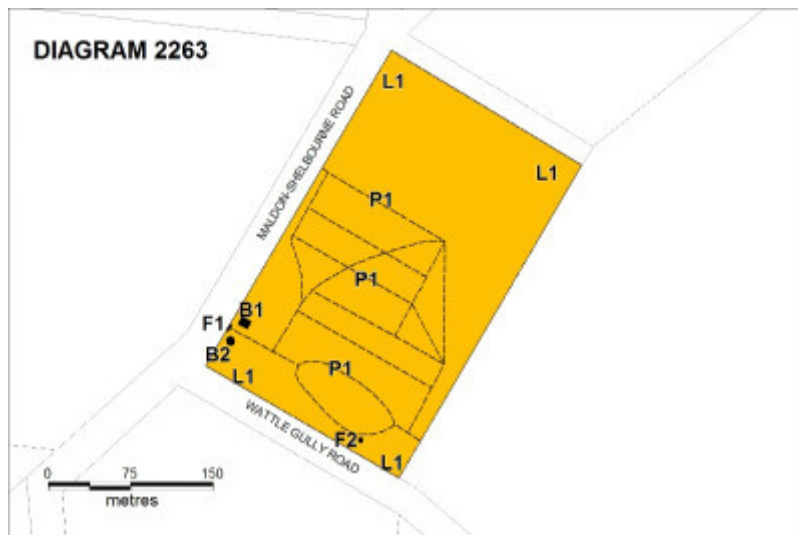 DIAGRAM 2263
L1
MALDON-SHELBOURNE ROAD
L1
P1
P1
B1
F1
B2
P1
L1
WATTLE GULLY ROAD
F2
L1
0 75 150
metres